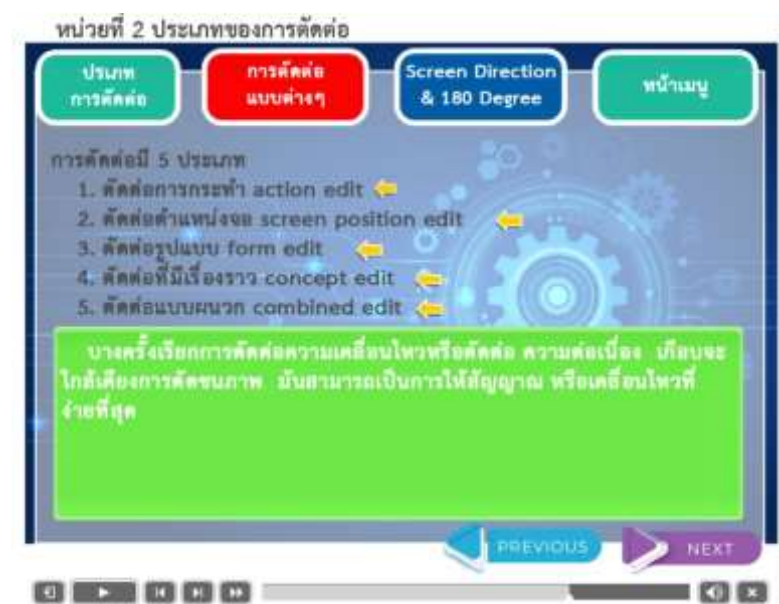 หน่วยที่ 2 ประเภทของการตัดต่อ
ประเภท
การตัดต่อ
การตัดต่อ
แบบต่างๆ
Screen Direction
& 180 Degree
หน้าเมนู
การตัดต่อมี 5 ประเภท
1. ตัดต่อการกระทำ action edit
2. ตัดต่อตำแหน่งจอ screen position edit
3. ตัดต่อรูปแบบ form edit
4. ตัดต่อที่มีเรื่องราว concept edit
5. ตัดต่อแบบผนวก combined edit
บางครั้งเรียกการตัดต่อความเคลื่อนไหวหรือตัดต่อ ความต่อเนื่อง เกือบจะ
ใกล้เคียงการตัดชนภาพ มันสามารถเป็นการให้สัญญาณ หรือเคลื่อนไหวที่
ง่ายที่สุด
PREVIOUS
NEXT